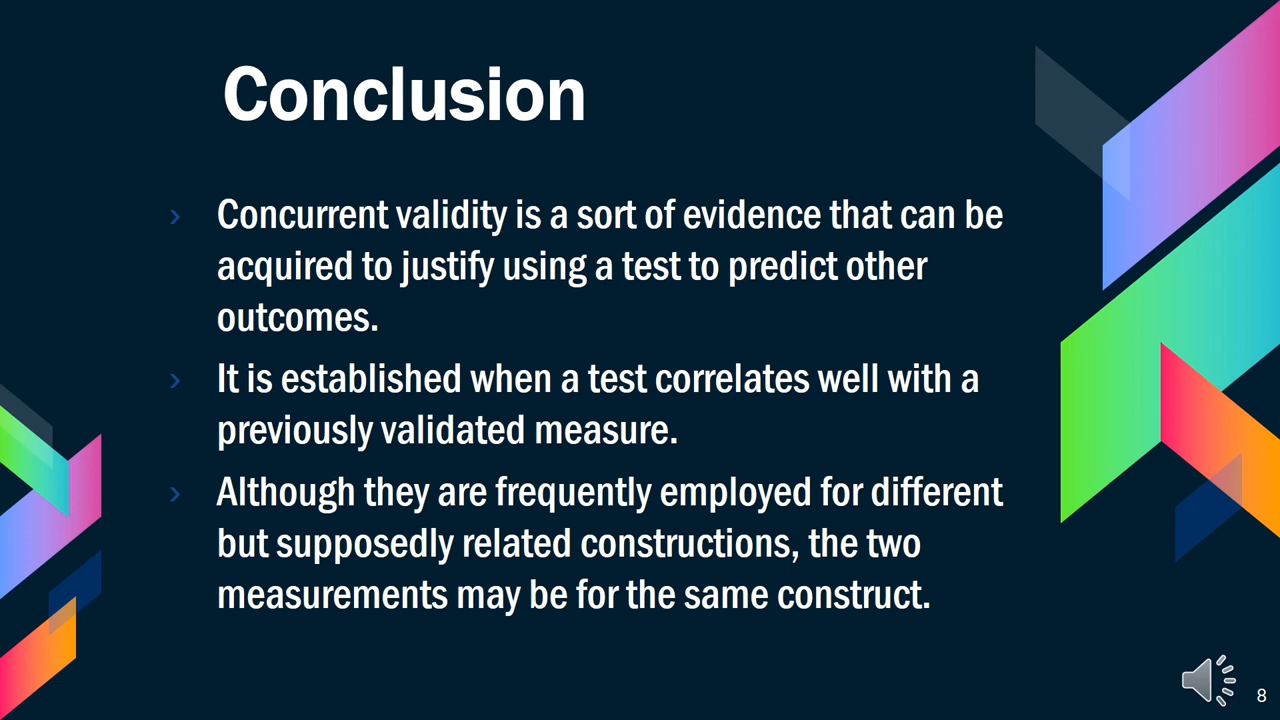 Conclusion
› Concurrent validity is a sort of evidence that can be
acquired to justify using a test to predict other
outcomes.
› It is established when a test correlates well with a
previously validated measure.
› Although they are frequently employed for different
but supposedly related constructions, the two
measurements may be for the same construct.
8